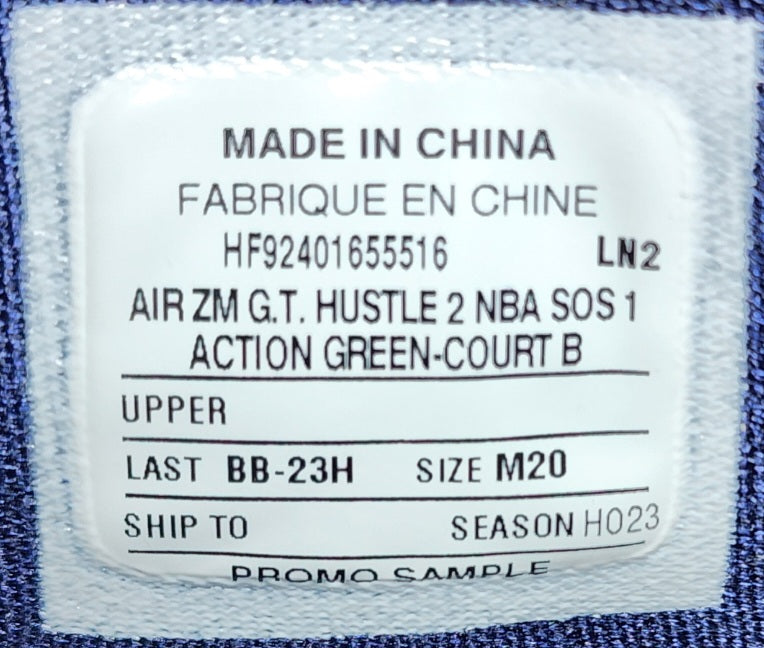 MADE IN CHINA
FABRIQUE EN CHINE
HF92401655516 LN2
AIR ZM G.T. HUSTLE 2 NBA SOS 1
ACTION GREEN-COURT B
UPPER
LAST BB-23H SIZE M20
SHIP TO SEASON HO23
PROMO SAMPLE